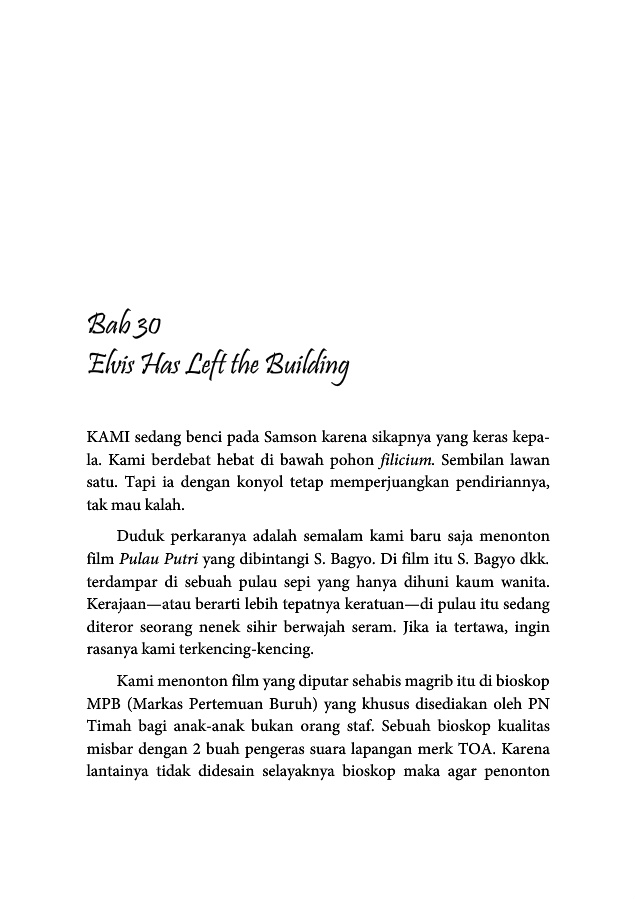 Bab 30
Elvis Has Left the Building
KAMI sedang benci pada Samson karena sikapnya yang keras kepa-
la. Kami berdebat hebat di bawah pohon filicium. Sembilan lawan
satu. Tapi ia dengan konyol tetap memperjuangkan pendiriannya,
tak mau kalah.
Duduk perkaranya adalah semalam kami baru saja menonton
film Pulau Putri yang dibintangi S. Bagyo. Di film itu S. Bagyo dkk.
terdampar di sebuah pulau sepi yang hanya dihuni kaum wanita.
Kerajaan—atau berarti lebih tepatnya keratuan—di pulau itu sedang
diteror seorang nenek sihir berwajah seram. Jika ia tertawa, ingin
rasanya kami terkencing-kencing.
Kami menonton film yang diputar sehabis magrib itu di bioskop
MPB (Markas Pertemuan Buruh) yang khusus disediakan oleh PN
Timah bagi anak-anak bukan orang staf. Sebuah bioskop kualitas
misbar dengan 2 buah pengeras suara lapangan merk TOA. Karena
lantainya tidak didesain selayaknya bioskop maka agar penonton